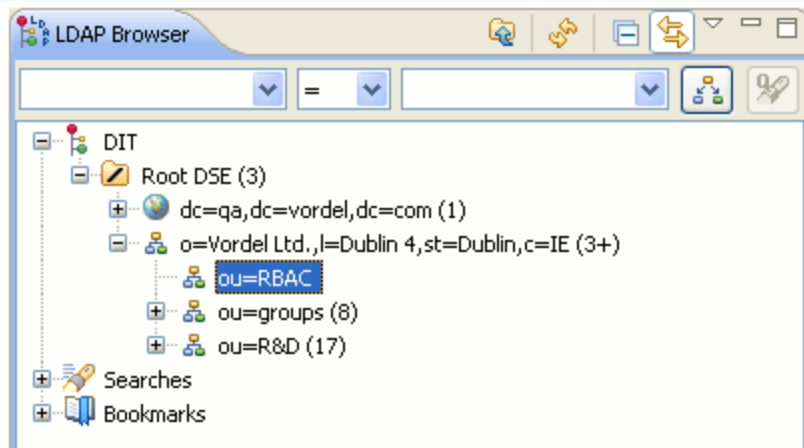 LDAP Browser
=
DIT
Root DSE (3)
dc=qa,dc=vordel,dc=com (1)
o=Vordel Ltd.,l=Dublin 4,st=Dublin,c=IE (3+)
ou=RBAC
ou=groups (8)
ou=R&D (17)
Searches
Bookmarks